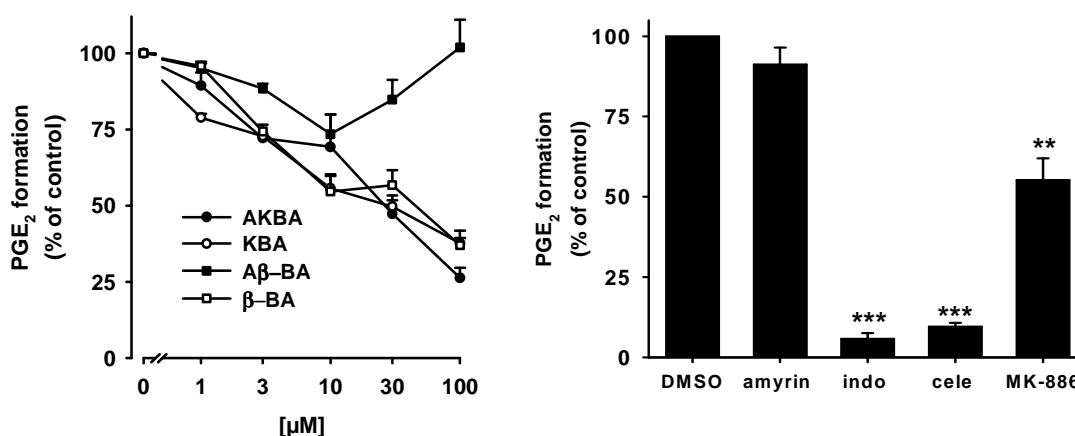 PGE2 formation
(% of control)
100
75
50
25
0
AKBA
KBA
Aβ–BA
β–BA
0 1 3 10 30 100
[µM]
PGE2 formation
(% of control)
100
75
50
25
0
***
***
**
DMSO amyrin indo cele MK-886